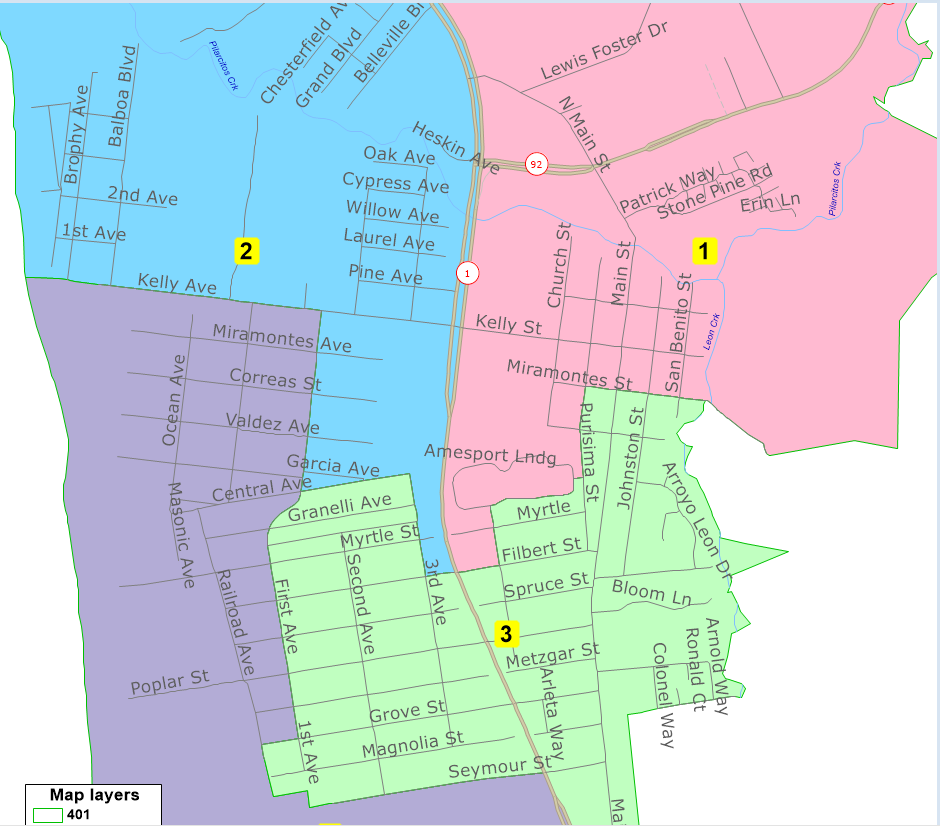 Chesterfield Av
Grand Blvd
Belleville B
Lewis Foster Dr
Pilarcitos Crk
Brophy Ave
Balboa Blvd
N Main St
Heskin Ave
Oak Ave
92
Cypress Ave
Patrick Way
Stone Pine Rd
Erin Ln
Pilarcitos Crk
2nd Ave
Willow Ave
1st Ave
Laurel Ave
2
1
Church St
Main St
Pine Ave
1
Kelly Ave
San Benito St
Leon Crk
Kelly St
Miramontes Ave
Correas St
Miramontes St
Ocean Ave
Valdez Ave
Purisima St
Johnston St
Garcia Ave
Amesport Lndg
Central Ave
Arroyo Leon Dr
Masonic Ave
Granelli Ave
Myrtle
Myrtle St
Filbert St
Railroad Ave
First Ave
Second Ave
3rd Ave
Spruce St
Bloom Ln
3
Metzgar St
Arnold Way
Ronald Ct
Colonel Way
Poplar St
Arleta Way
Grove St
1st Ave
Magnolia St
Seymour St
Map layers
401
Ma